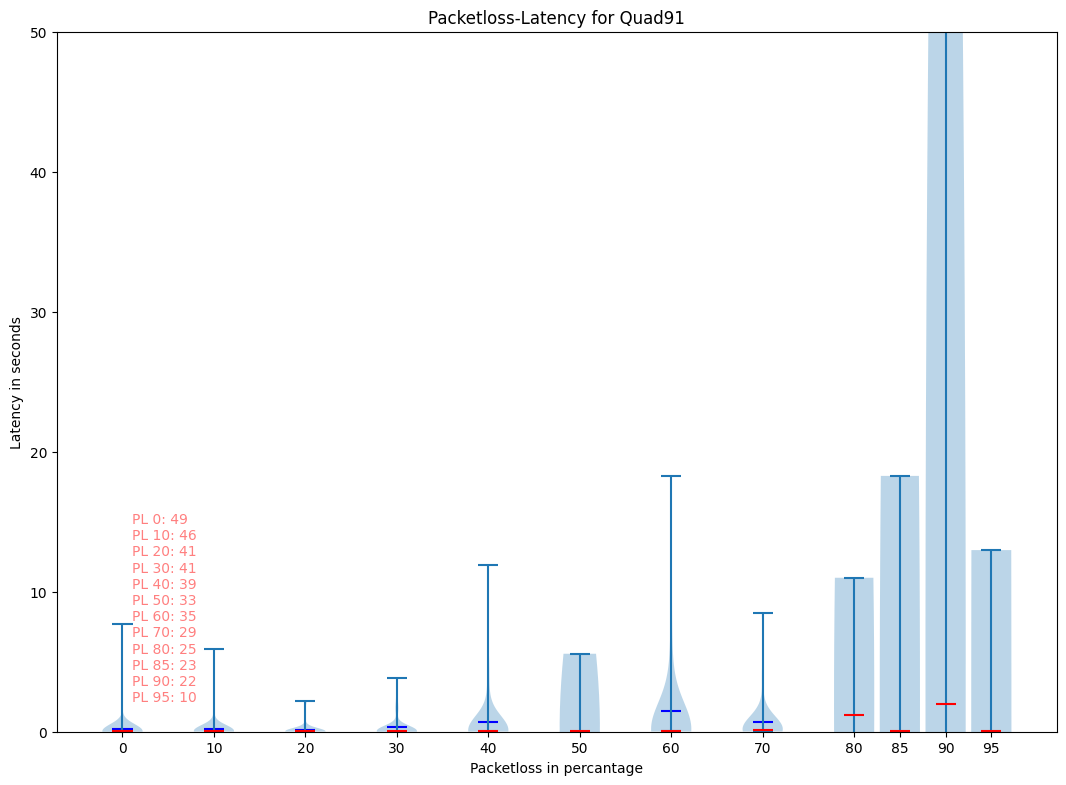 Packetloss-Latency for Quad91
50
40
30
20
10
0
Latency in seconds
PL 0: 49
PL 10: 46
PL 20: 41
PL 30: 41
PL 40: 39
PL 50: 33
PL 60: 35
PL 70: 29
PL 80: 25
PL 85: 23
PL 90: 22
PL 95: 10
0 10 20 30 40 50 60 70 80 85 90 95
Packetloss in percantage